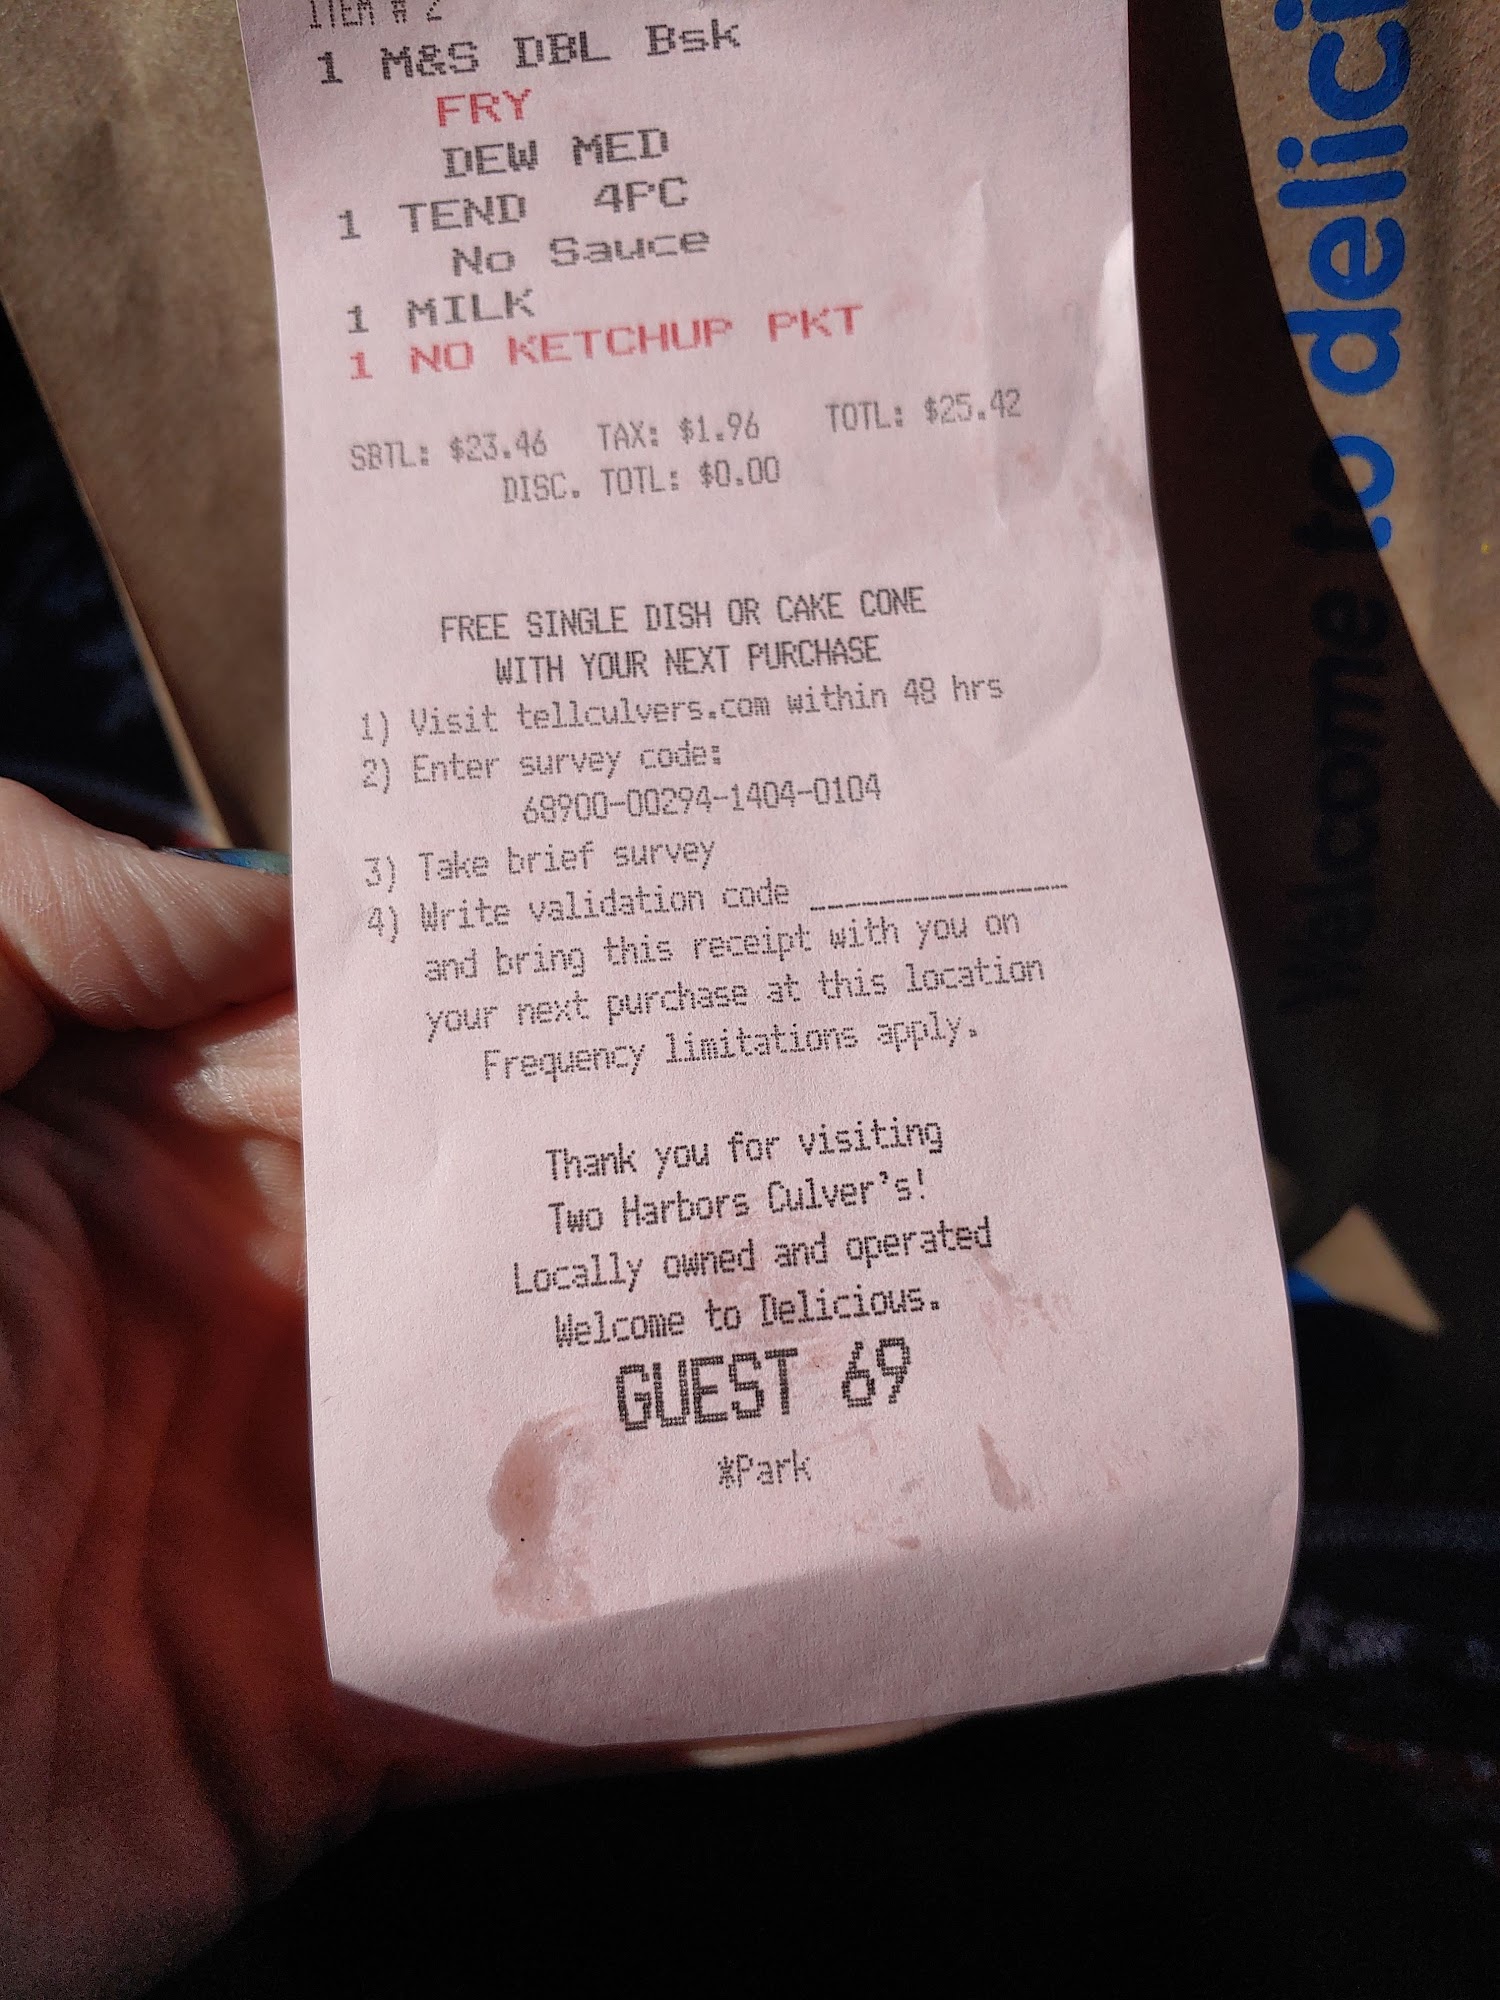 ITEM # 2
1 M&S DBL Bsk
FRY
DEW MED
1 TEND 4PC
No Sauce
1 MILK
1 NO KETCHUP PKT
SBTL: $23.46 TAX: $1.96 TOTL: $25.42
DISC. TOTL: $0.00
FREE SINGLE DISH OR CAKE CONE
WITH YOUR NEXT PURCHASE
1) Visit tellculvers.com within 48 hrs
2) Enter survey code:
68900-00294-1404-0104
3) Take brief survey
4) Write validation code ______________
and bring this receipt with you on
your next purchase at this location
Frequency limitations apply.
Thank you for visiting
Two Harbors Culver's!
Locally owned and operated
Welcome to Delicious.
GUEST 69
*Park
Welcome to delici